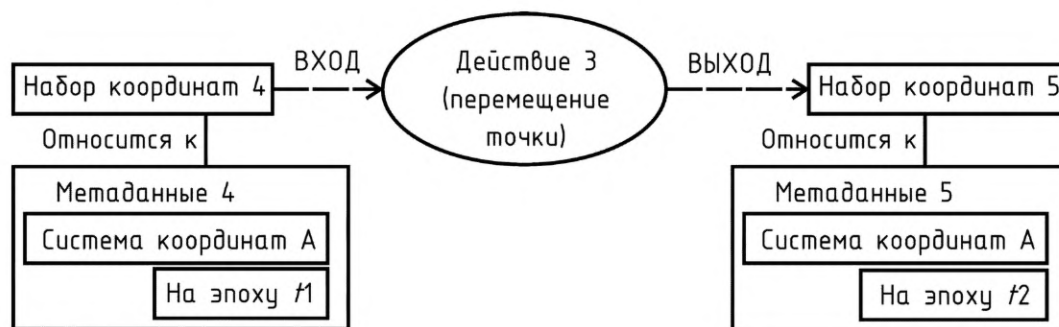 Набор координат 4
ВХОД
Действие 3
(перемещение
точки)
ВЫХОД
Набор координат 5
Относится к
Метаданные 4
Система координат А
На эпоху t1
Относится к
Метаданные 5
Система координат А
На эпоху t2